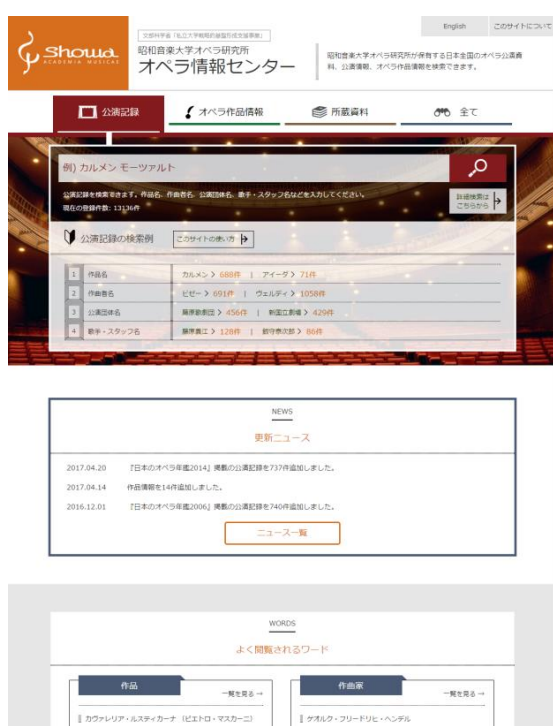 English このサイトについて
Showa
ACADEMIA MUSICAE
文部科学省「私立大学戦略的研究基盤形成支援事業」
昭和音楽大学オペラ研究所
オペラ情報センター
昭和音楽大学オペラ研究所が保有する日本全国のオペラ公演資料、公演情報、オペラ作品情報を検索できます。
公演記録 オペラ作品情報 所蔵資料 全て
例) カルメン モーツァルト
公演記録を検索できます。作品名、作曲者名、公演団体名、歌手・スタッフ名などを入力してください。
現在の登録件数: 13136件
詳細検索は
こちらから
公演記録の検索例 このサイトの使い方
1 作品名 カルメン > 688件 | アイーダ > 71件
2 作曲者名 ビゼー > 691件 | ヴェルディ > 1058件
3 公演団体名 藤原歌劇団 > 456件 | 新国立劇場 > 429件
4 歌手・スタッフ名 藤原義江 > 128件 | 飯守泰次郎 > 86件
NEWS
更新ニュース
2017.04.20 『日本のオペラ年鑑2014』掲載の公演記録を737件追加しました。
2017.04.14 作品情報を14件追加しました。
2016.12.01 『日本のオペラ年鑑2006』掲載の公演記録を740件追加しました。
ニュース一覧
WORDS
よく閲覧されるワード
作品 一覧を見る →
作曲家 一覧を見る →
カヴァレリア・ルスティカーナ (ピエトロ・マスカーニ)
ゲオルク・フリードリヒ・ヘンデル